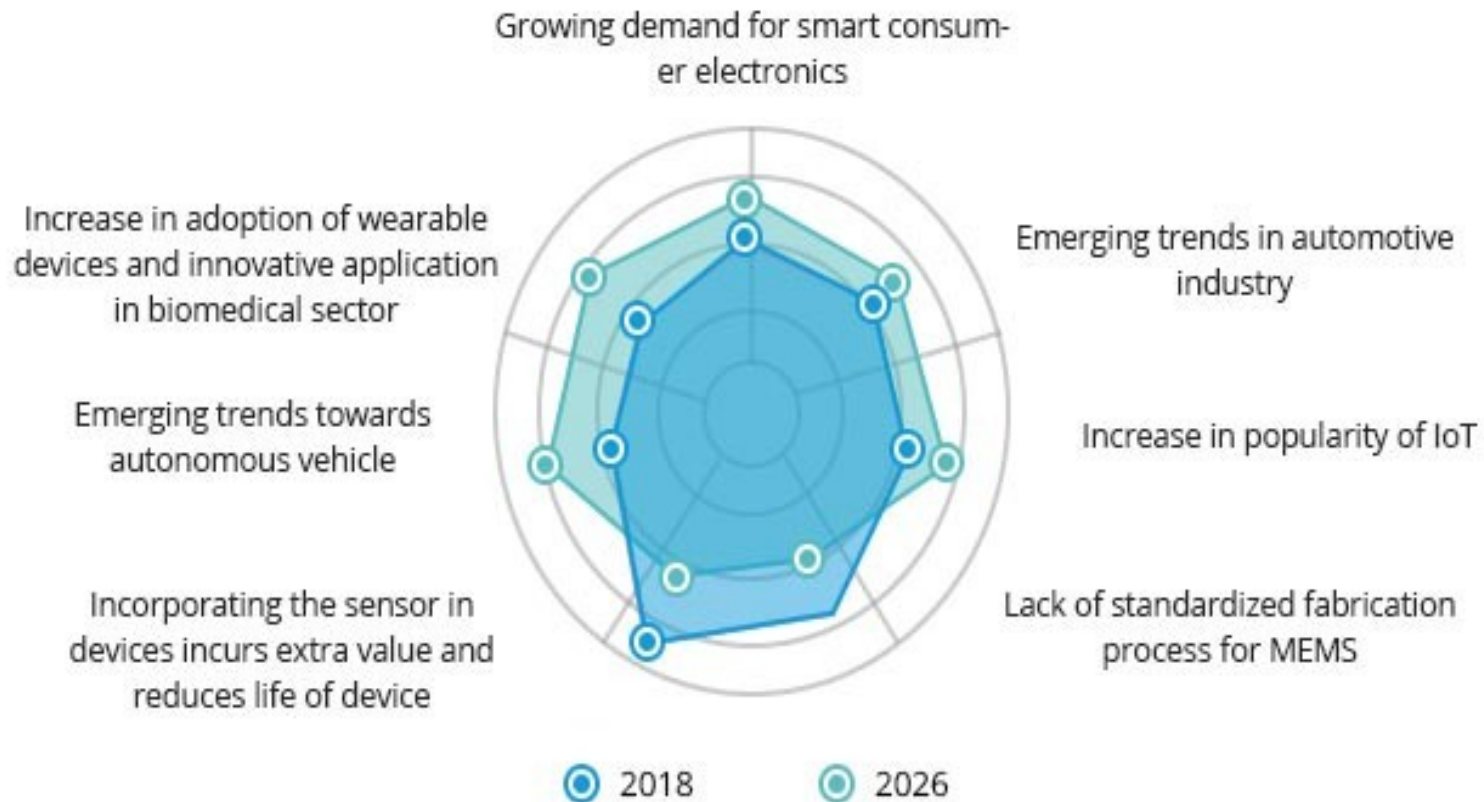 Growing demand for smart consum-
er electronics
Increase in adoption of wearable
devices and innovative application
in biomedical sector
Emerging trends in automotive
industry
Emerging trends towards
autonomous vehicle
Increase in popularity of IoT
Incorporating the sensor in
devices incurs extra value and
reduces life of device
Lack of standardized fabrication
process for MEMS
2018
2026